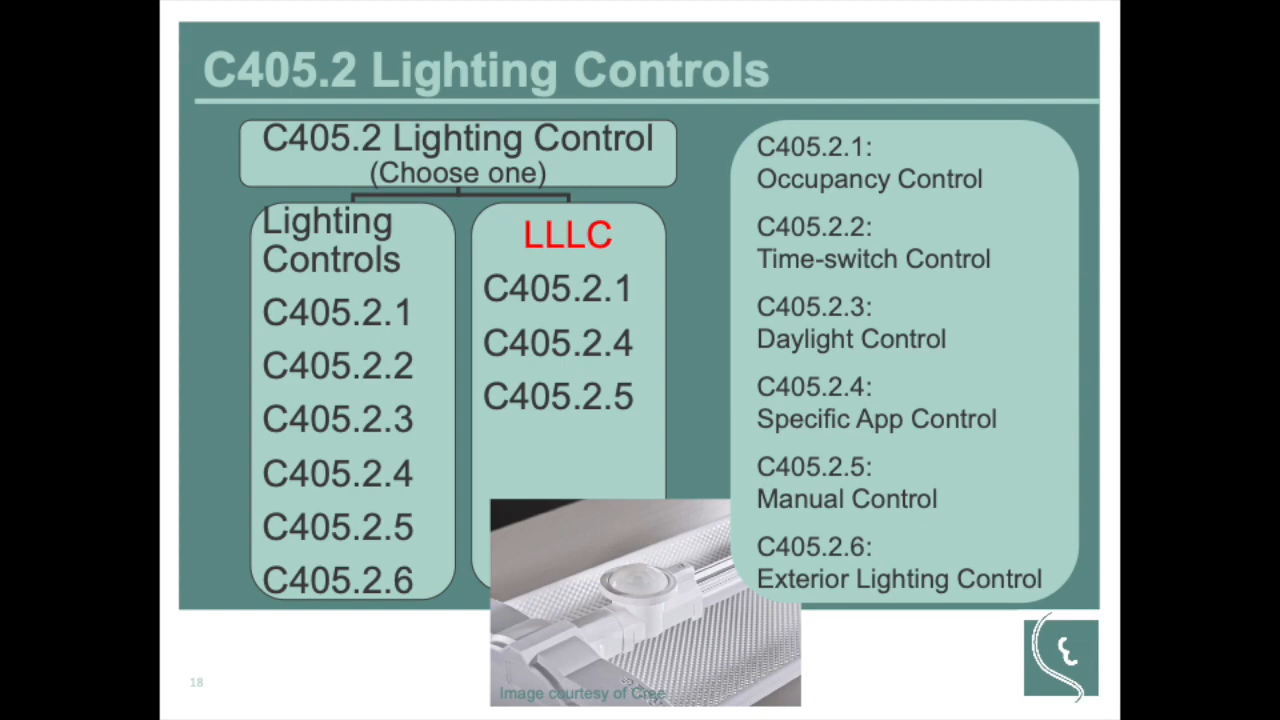 C405.2 Lighting Controls
C405.2 Lighting Control
(Choose one)
Lighting
Controls
C405.2.1
C405.2.2
C405.2.3
C405.2.4
C405.2.5
C405.2.6
LLLC
C405.2.1
C405.2.4
C405.2.5
C405.2.1:
Occupancy Control
C405.2.2:
Time-switch Control
C405.2.3:
Daylight Control
C405.2.4:
Specific App Control
C405.2.5:
Manual Control
C405.2.6:
Exterior Lighting Control
Image courtesy of Cree
18